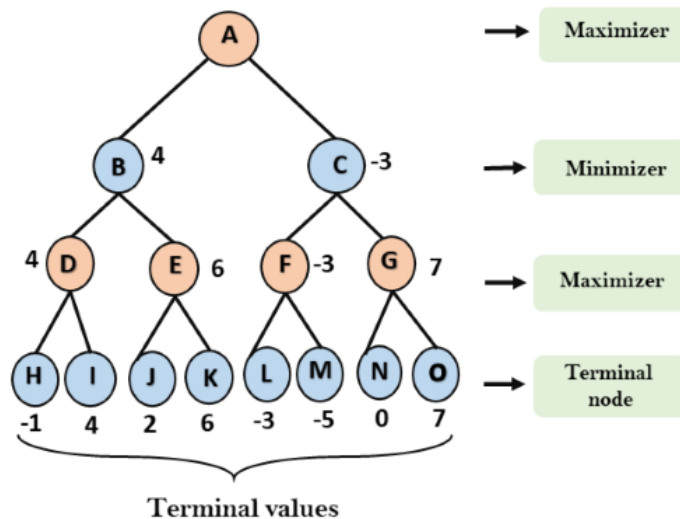 A
Maximizer
B 4
C -3
Minimizer
4 D
E 6
F -3
G 7
Maximizer
H I J K L M N O
Terminal
node
-1 4 2 6 -3 -5 0 7
Terminal values